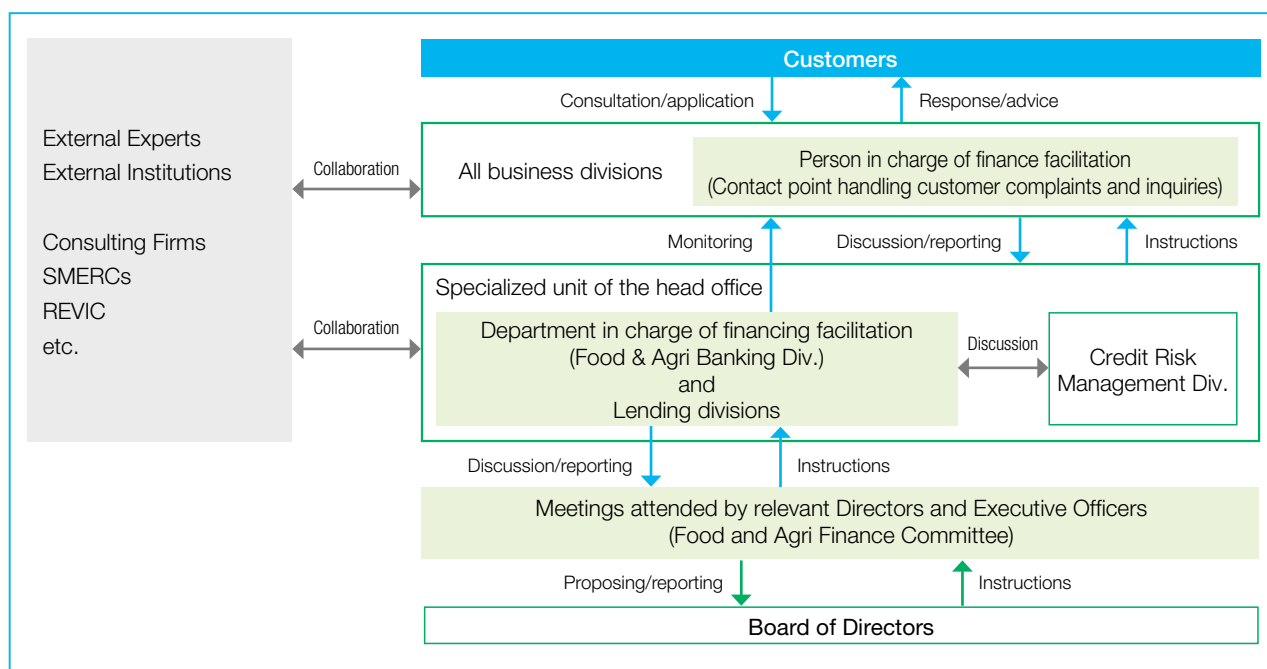 Customers
Consultation/application
Response/advice
External Experts
External Institutions
Consulting Firms
SMERCs
REVIC
etc.
Collaboration
All business divisions
Person in charge of finance facilitation
(Contact point handling customer complaints and inquiries)
Monitoring
Discussion/reporting
Instructions
Specialized unit of the head office
Collaboration
Department in charge of financing facilitation
(Food & Agri Banking Div.)
and
Lending divisions
Discussion
Credit Risk
Management Div.
Discussion/reporting
Instructions
Meetings attended by relevant Directors and Executive Officers
(Food and Agri Finance Committee)
Proposing/reporting
Instructions
Board of Directors